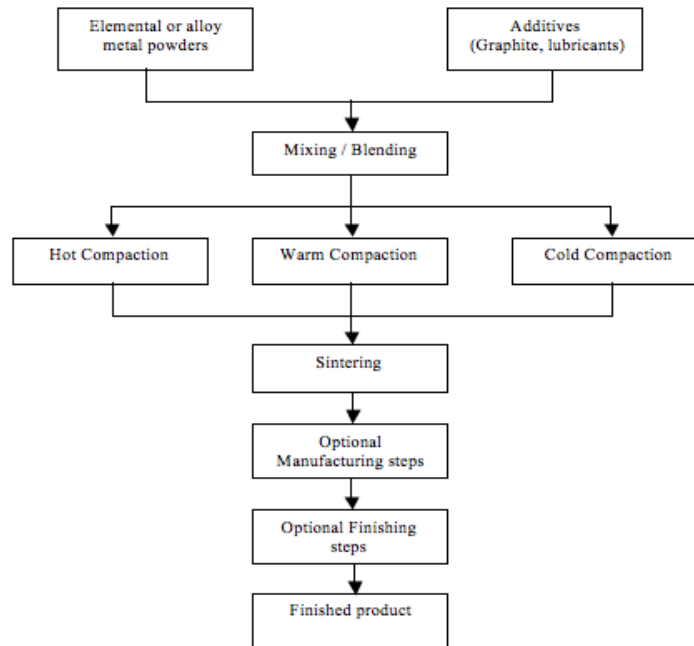 Elemental or alloy
metal powders
Additives
(Graphite, lubricants)
Mixing / Blending
Hot Compaction
Warm Compaction
Cold Compaction
Sintering
Optional
Manufacturing steps
Optional Finishing
steps
Finished product